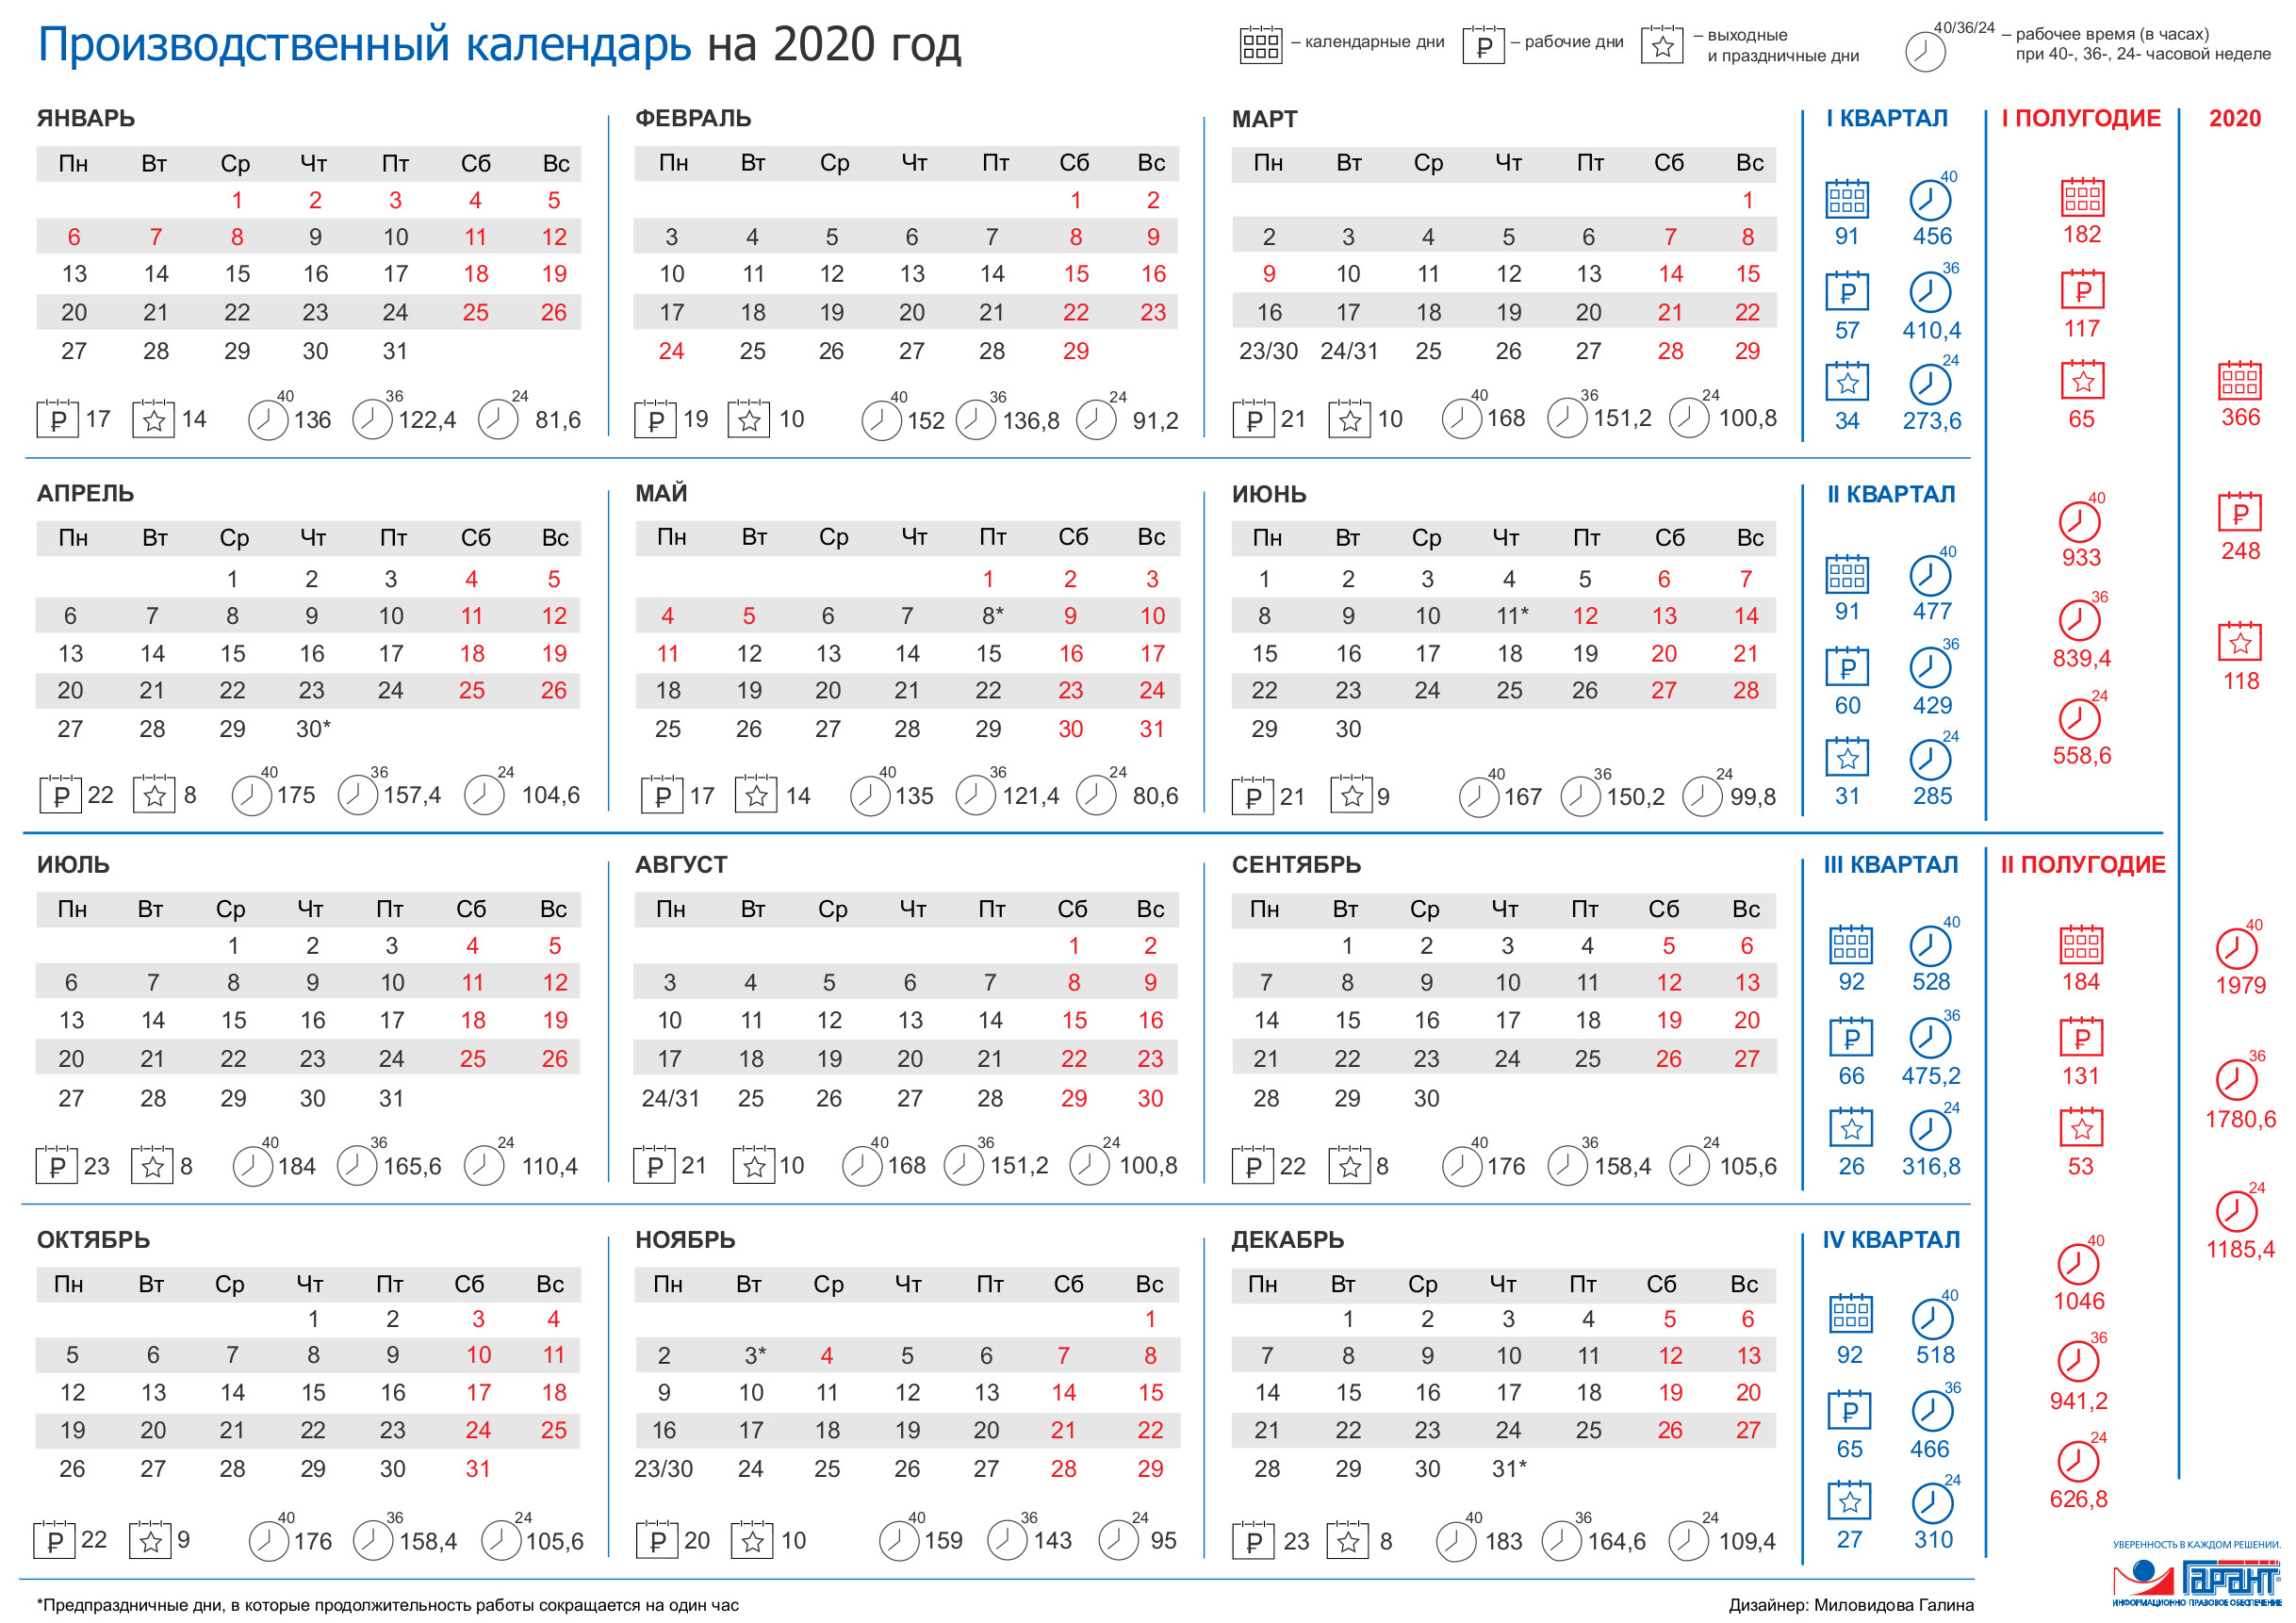 Производственный календарь на 2020 год
– календарные дни
₽ – рабочие дни
– выходные
и праздничные дни
40/36/24 – рабочее время (в часах)
при 40-, 36-, 24- часовой неделе
ЯНВАРЬ
Пн Вт Ср Чт Пт Сб Вс
1 2 3 4 5
6 7 8 9 10 11 12
13 14 15 16 17 18 19
20 21 22 23 24 25 26
27 28 29 30 31
₽ 17 14 40 136 36 122,4 24 81,6
ФЕВРАЛЬ
Пн Вт Ср Чт Пт Сб Вс
1 2
3 4 5 6 7 8 9
10 11 12 13 14 15 16
17 18 19 20 21 22 23
24 25 26 27 28 29
₽ 19 10 40 152 36 136,8 24 91,2
МАРТ
Пн Вт Ср Чт Пт Сб Вс
1
2 3 4 5 6 7 8
9 10 11 12 13 14 15
16 17 18 19 20 21 22
23/30 24/31 25 26 27 28 29
₽ 21 10 40 168 36 151,2 24 100,8
I КВАРТАЛ
40
91 456
₽ 36
57 410,4
24
34 273,6
АПРЕЛЬ
Пн Вт Ср Чт Пт Сб Вс
1 2 3 4 5
6 7 8 9 10 11 12
13 14 15 16 17 18 19
20 21 22 23 24 25 26
27 28 29 30*
₽ 22 8 40 175 36 157,4 24 104,6
МАЙ
Пн Вт Ср Чт Пт Сб Вс
1 2 3
4 5 6 7 8* 9 10
11 12 13 14 15 16 17
18 19 20 21 22 23 24
25 26 27 28 29 30 31
₽ 17 14 40 135 36 121,4 24 80,6
ИЮНЬ
Пн Вт Ср Чт Пт Сб Вс
1 2 3 4 5 6 7
8 9 10 11* 12 13 14
15 16 17 18 19 20 21
22 23 24 25 26 27 28
29 30
₽ 21 9 40 167 36 150,2 24 99,8
II КВАРТАЛ
40
91 477
₽ 36
60 429
24
31 285
I ПОЛУГОДИЕ
182
₽
117
65
40
933
36
839,4
24
558,6
ИЮЛЬ
Пн Вт Ср Чт Пт Сб Вс
1 2 3 4 5
6 7 8 9 10 11 12
13 14 15 16 17 18 19
20 21 22 23 24 25 26
27 28 29 30 31
₽ 23 8 40 184 36 165,6 24 110,4
АВГУСТ
Пн Вт Ср Чт Пт Сб Вс
1 2
3 4 5 6 7 8 9
10 11 12 13 14 15 16
17 18 19 20 21 22 23
24/31 25 26 27 28 29 30
₽ 21 10 40 168 36 151,2 24 100,8
СЕНТЯБРЬ
Пн Вт Ср Чт Пт Сб Вс
1 2 3 4 5 6
7 8 9 10 11 12 13
14 15 16 17 18 19 20
21 22 23 24 25 26 27
28 29 30
₽ 22 8 40 176 36 158,4 24 105,6
III КВАРТАЛ
40
92 528
₽ 36
66 475,2
24
26 316,8
ОКТЯБРЬ
Пн Вт Ср Чт Пт Сб Вс
1 2 3 4
5 6 7 8 9 10 11
12 13 14 15 16 17 18
19 20 21 22 23 24 25
26 27 28 29 30 31
₽ 22 9 40 176 36 158,4 24 105,6
НОЯБРЬ
Пн Вт Ср Чт Пт Сб Вс
1
2 3* 4 5 6 7 8
9 10 11 12 13 14 15
16 17 18 19 20 21 22
23/30 24 25 26 27 28 29
₽ 20 10 40 159 36 143 24 95
ДЕКАБРЬ
Пн Вт Ср Чт Пт Сб Вс
1 2 3 4 5 6
7 8 9 10 11 12 13
14 15 16 17 18 19 20
21 22 23 24 25 26 27
28 29 30 31*
₽ 23 8 40 183 36 164,6 24 109,4
IV КВАРТАЛ
40
92 518
₽ 36
65 466
24
27 310
II ПОЛУГОДИЕ
184
₽
131
53
40
1046
36
941,2
24
626,8
2020
366
₽
248
118
40
1979
36
1780,6
24
1185,4
*Предпраздничные дни, в которые продолжительность работы сокращается на один час
Дизайнер: Миловидова Галина
УВЕРЕННОСТЬ В КАЖДОМ РЕШЕНИИ.
ГАРАНТ®
ИНФОРМАЦИОННО-ПРАВОВОЕ ОБЕСПЕЧЕНИЕ